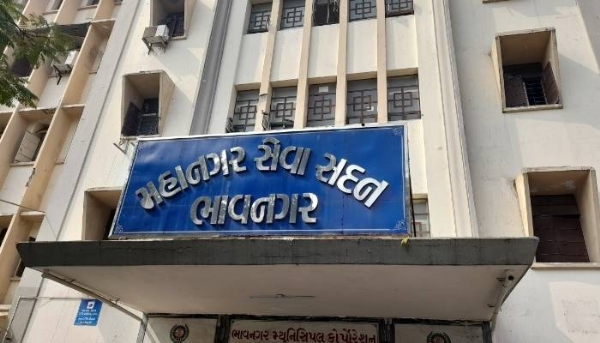 મહાનગર સેવા સદન
ભાવનગર
ભાવનગર મ્યુનિસિપલ કોર્પોરેશન